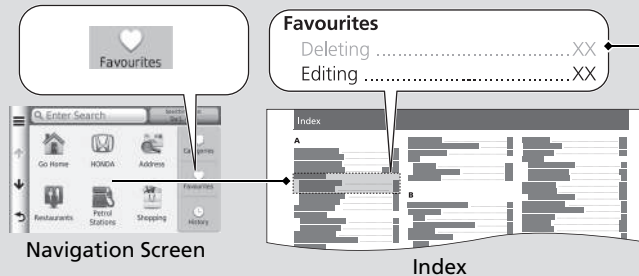 Favourites
Favourites
Deleting ........................................XX
Editing ..........................................XX
Enter Search
Go Home
HONDA
Address
Categories
Favourites
Restaurants
Petrol
Stations
Shopping
History
Navigation Screen
Index
A
B
Index